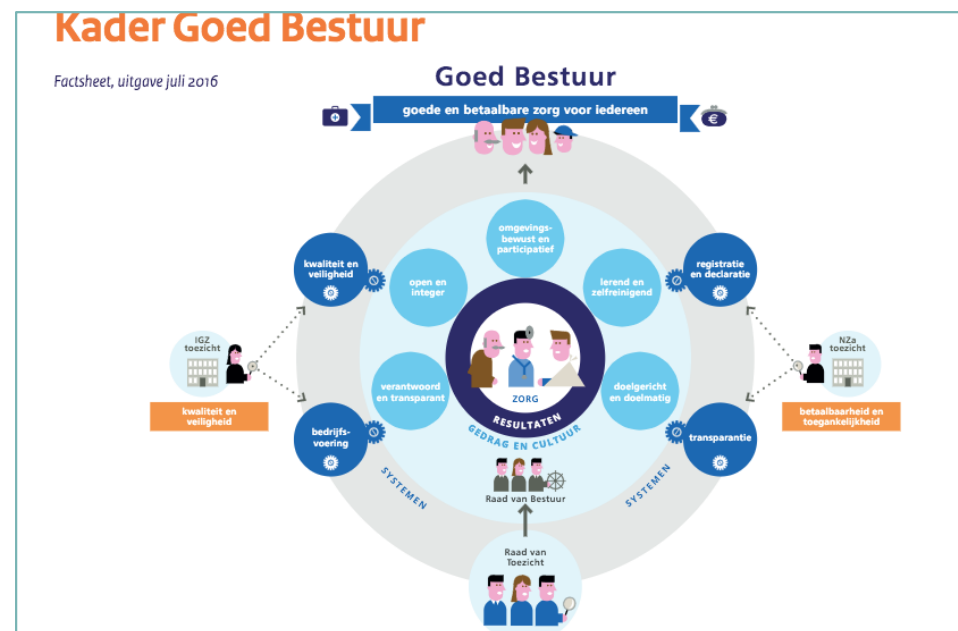 Kader Goed Bestuur
Factsheet, uitgave juli 2016
Goed Bestuur
goede en betaalbare zorg voor iedereen
€
omgevings-
bewust en
participatief
kwaliteit en
veiligheid
open en
integer
lerend en
zelfreinigend
registratie
en declaratie
IGZ
toezicht
kwaliteit en
veiligheid
NZa
toezicht
betaalbaarheid en
toegankelijkheid
verantwoord
en transparant
ZORG
RESULTATEN
GEDRAG EN CULTUUR
doelgericht
en doelmatig
bedrijfs-
voering
transparantie
SYSTEMEN
SYSTEMEN
Raad van Bestuur
Raad van
Toezicht